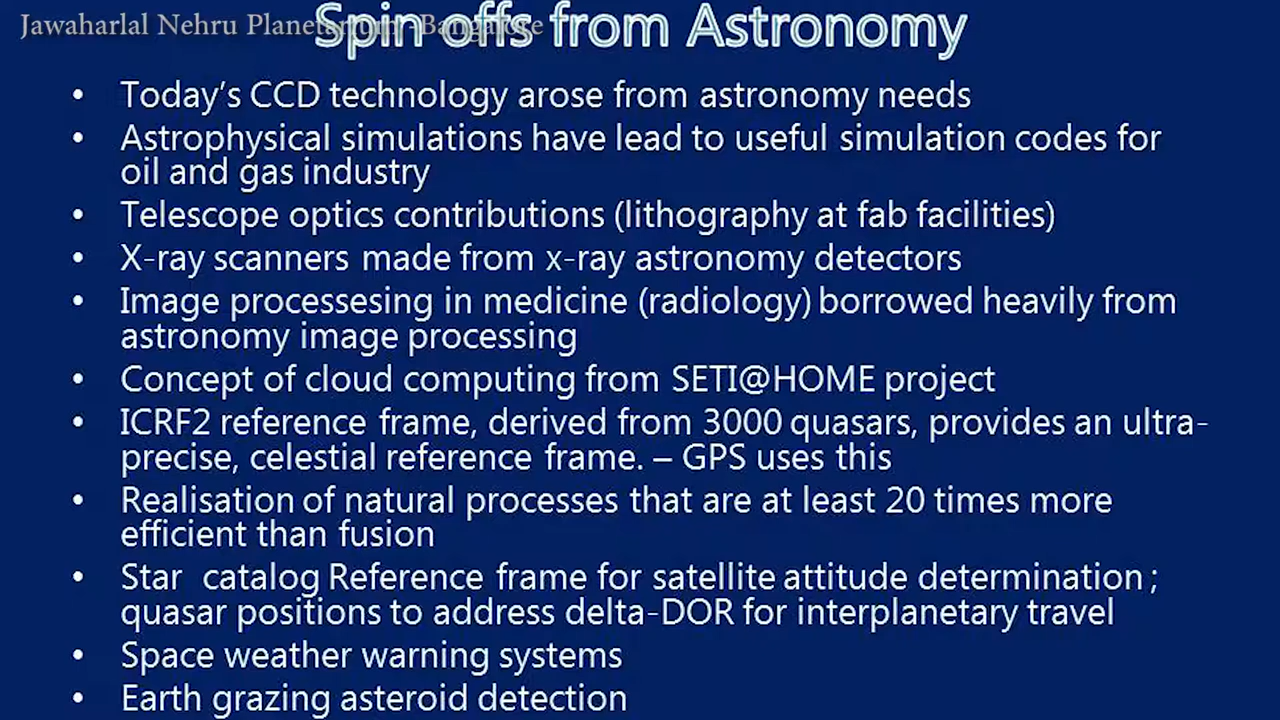 Jawaharlal Nehru Planetarium - Bangalore
Spin offs from Astronomy
• Today's CCD technology arose from astronomy needs
• Astrophysical simulations have lead to useful simulation codes for
oil and gas industry
• Telescope optics contributions (lithography at fab facilities)
• X-ray scanners made from x-ray astronomy detectors
• Image processesing in medicine (radiology) borrowed heavily from
astronomy image processing
• Concept of cloud computing from SETI@HOME project
• ICRF2 reference frame, derived from 3000 quasars, provides an ultra-
precise, celestial reference frame. – GPS uses this
• Realisation of natural processes that are at least 20 times more
efficient than fusion
• Star catalog Reference frame for satellite attitude determination ;
quasar positions to address delta-DOR for interplanetary travel
• Space weather warning systems
• Earth grazing asteroid detection